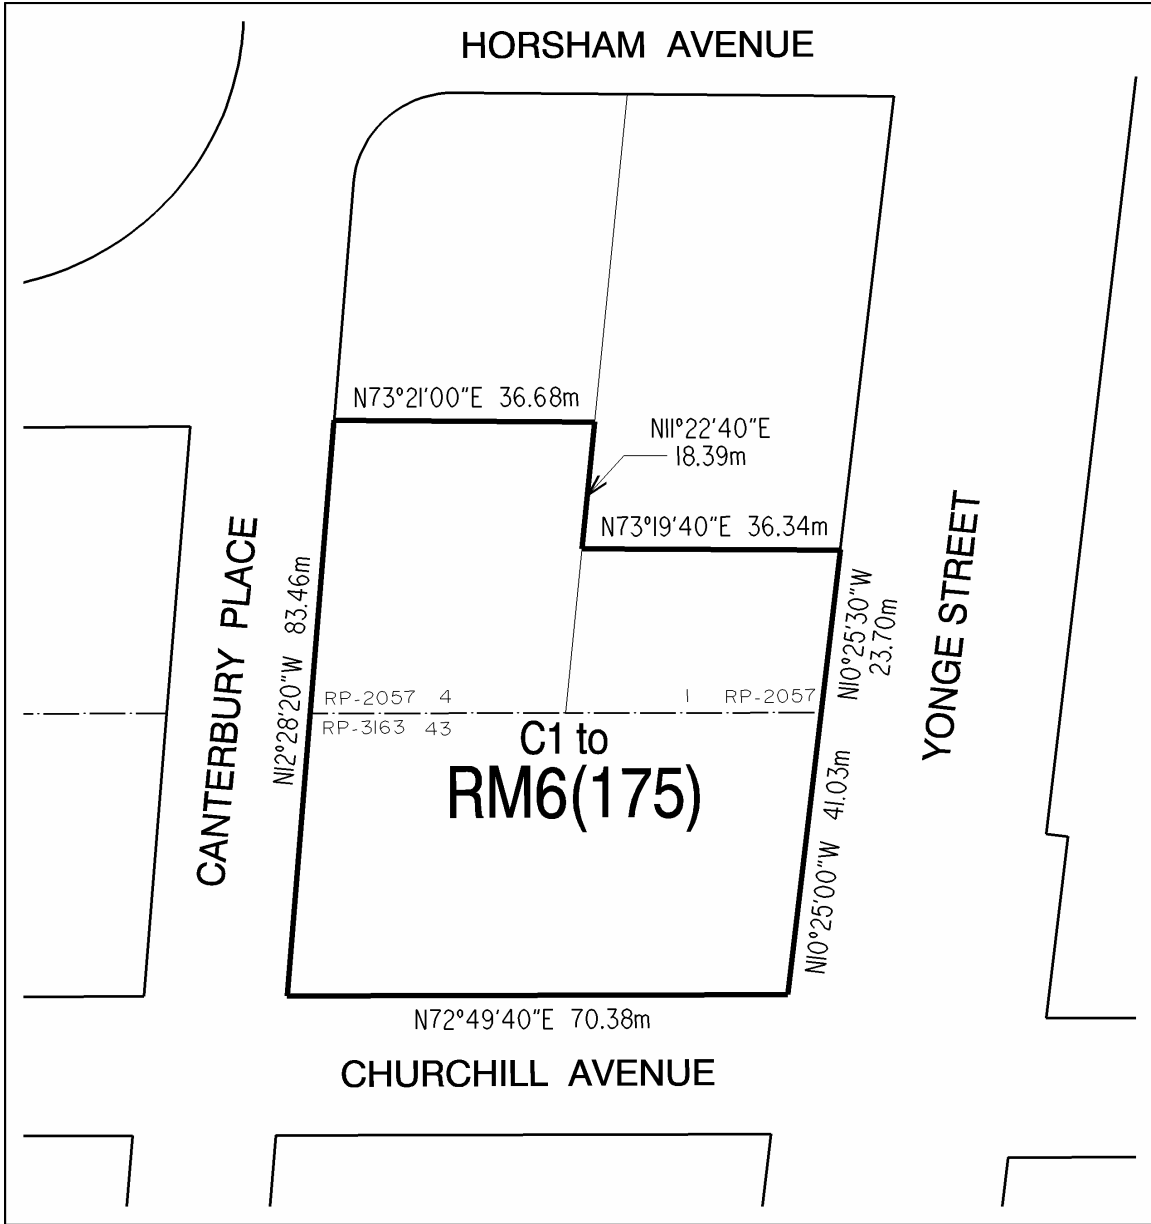 HORSHAM AVENUE
N73°21'00"E 36.68m
N11°22'40"E
18.39m
N73°19'40"E 36.34m
CANTERBURY PLACE
N12°28'20"W 83.46m
N10°25'30"W
23.70m
YONGE STREET
RP-2057 4
1 RP-2057
RP-3163 43
C1 to
RM6(175)
N10°25'00"W 41.03m
N72°49'40"E 70.38m
CHURCHILL AVENUE